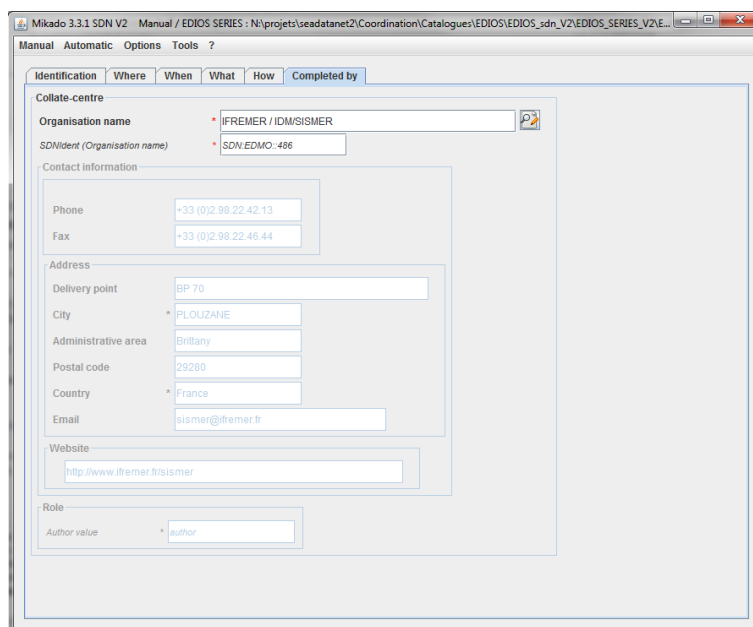 Mikado 3.3.1 SDN V2 Manual / EDIOS SERIES : N:\projets\seadatanet2\Coordination\Catalogues\EDIOS\EDIOS_sdn_V2\EDIOS_SERIES_V2\E...
Manual Automatic Options Tools ?
Identification Where When What How Completed by
Collate-centre
Organisation name * IFREMER / IDM/SISMER
SDNIdent (Organisation name) * SDN:EDMO::486
Contact information
Phone +33 (0)2.98.22.42.13
Fax +33 (0)2.98.22.46.44
Address
Delivery point BP 70
City * PLOUZANE
Administrative area Brittany
Postal code 29280
Country * France
Email sismer@ifremer.fr
Website
http://www.ifremer.fr/sismer
Role
Author value * author